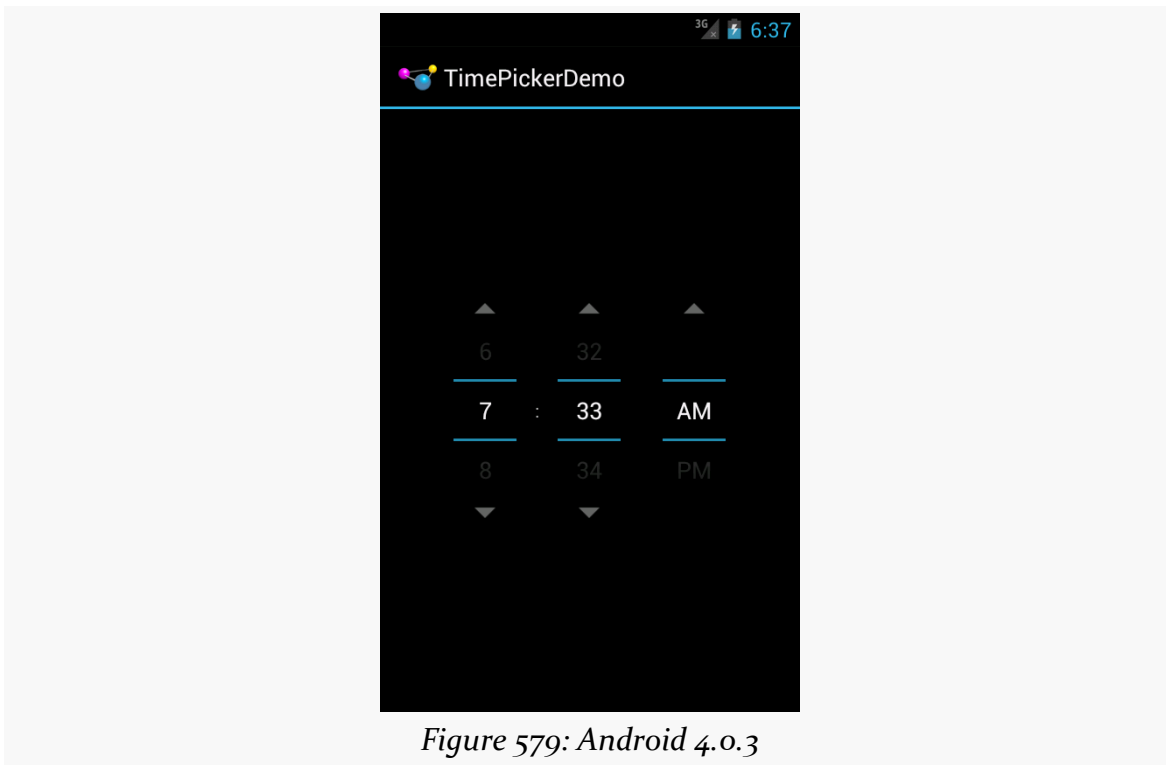 3G 6:37
TimePickerDemo
6 32
7 : 33 AM
8 34 PM
Figure 579: Android 4.0.3